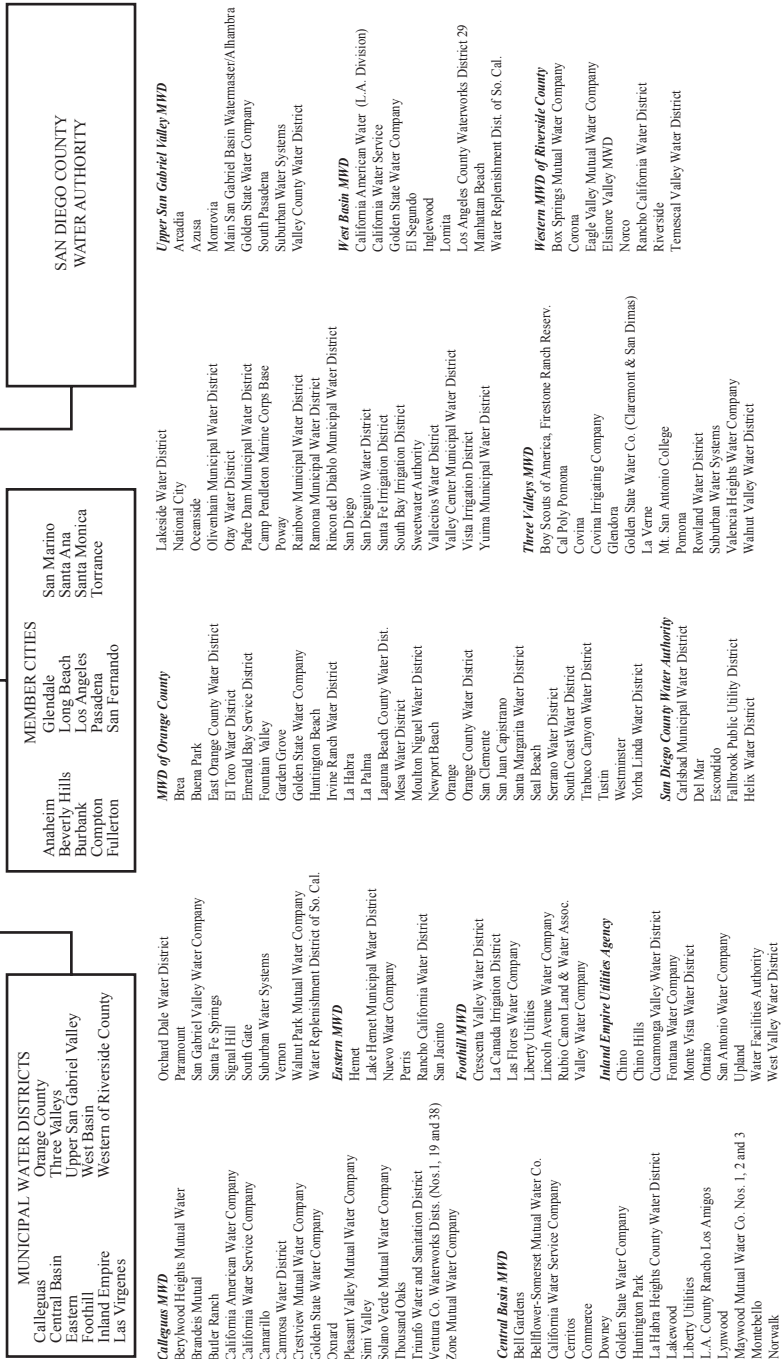 MUNICIPAL WATER DISTRICTS
Calleguas
Central Basin
Eastern
Foothill
Inland Empire
Las Virgenes
Orange County
Three Valleys
Upper San Gabriel Valley
West Basin
Western of Riverside County
MEMBER CITIES
Anaheim
Beverly Hills
Burbank
Compton
Fullerton
Glendale
Long Beach
Los Angeles
Pasadena
San Fernando
San Marino
Santa Ana
Santa Monica
Torrance
SAN DIEGO COUNTY
WATER AUTHORITY
Calleguas MWD
Berylwood Heights Mutual Water
Brandeis Mutual
Butler Ranch
California American Water Company
California Water Service Company
Camarillo
Camrosa Water District
Crestview Mutual Water Company
Golden State Water Company
Oxnard
Pleasant Valley Mutual Water Company
Simi Valley
Solano Verde Mutual Water Company
Thousand Oaks
Triunfo Water and Sanitation District
Ventura Co. Waterworks Dists. (Nos.1, 19 and 38)
Zone Mutual Water Company
Central Basin MWD
Bell Gardens
Bellflower-Somerset Mutual Water Co.
California Water Service Company
Cerritos
Commerce
Downey
Golden State Water Company
Huntington Park
La Habra Heights County Water District
Lakewood
Liberty Utilities
L.A. County Rancho Los Amigos
Lynwood
Maywood Mutual Water Co. Nos. 1, 2 and 3
Montebello
Norwalk
Orchard Dale Water District
Paramount
San Gabriel Valley Water Company
Santa Fe Springs
Signal Hill
South Gate
Suburban Water Systems
Vernon
Walnut Park Mutual Water Company
Water Replenishment District of So. Cal.
Eastern MWD
Hemet
Lake Hemet Municipal Water District
Nuevo Water Company
Perris
Rancho California Water District
San Jacinto
Foothill MWD
Crescenta Valley Water District
La Canada Irrigation District
Las Flores Water Company
Liberty Utilities
Lincoln Avenue Water Company
Rubio Canon Land & Water Assoc.
Valley Water Company
Inland Empire Utilities Agency
Chino
Chino Hills
Cucamonga Valley Water District
Fontana Water Company
Monte Vista Water District
Ontario
San Antonio Water Company
Upland
Water Facilities Authority
West Valley Water District
MWD of Orange County
Brea
Buena Park
East Orange County Water District
El Toro Water District
Emerald Bay Service District
Fountain Valley
Garden Grove
Golden State Water Company
Huntington Beach
Irvine Ranch Water District
La Habra
La Palma
Laguna Beach County Water Dist.
Mesa Water District
Moulton Niguel Water District
Newport Beach
Orange
Orange County Water District
San Clemente
San Juan Capistrano
Santa Margarita Water District
Seal Beach
Serrano Water District
South Coast Water District
Trabuco Canyon Water District
Tustin
Westminster
Yorba Linda Water District
San Diego County Water Authority
Carlsbad Municipal Water District
Del Mar
Escondido
Fallbrook Public Utility District
Helix Water District
Lakeside Water District
National City
Oceanside
Olivenhain Municipal Water District
Otay Water District
Padre Dam Municipal Water District
Camp Pendleton Marine Corps Base
Poway
Rainbow Municipal Water District
Ramona Municipal Water District
Rincon del Diablo Municipal Water District
San Diego
San Dieguito Water District
Santa Fe Irrigation District
South Bay Irrigation District
Sweetwater Authority
Vallecitos Water District
Valley Center Municipal Water District
Vista Irrigation District
Yuima Municipal Water District
Three Valleys MWD
Boy Scouts of America, Firestone Ranch Reserv.
Cal Poly Pomona
Covina
Covina Irrigating Company
Glendora
Golden State Water Co. (Claremont & San Dimas)
La Verne
Mt. San Antonio College
Pomona
Rowland Water District
Suburban Water Systems
Valencia Heights Water Company
Walnut Valley Water District
Upper San Gabriel Valley MWD
Arcadia
Azusa
Monrovia
Main San Gabriel Basin Watermaster/Alhambra
Golden State Water Company
South Pasadena
Suburban Water Systems
Valley County Water District
West Basin MWD
California American Water (L.A. Division)
California Water Service
Golden State Water Company
El Segundo
Inglewood
Lomita
Los Angeles County Waterworks District 29
Manhattan Beach
Water Replenishment Dist. of So. Cal.
Western MWD of Riverside County
Box Springs Mutual Water Company
Corona
Eagle Valley Mutual Water Company
Elsinore Valley MWD
Norco
Rancho California Water District
Riverside
Temescal Valley Water District